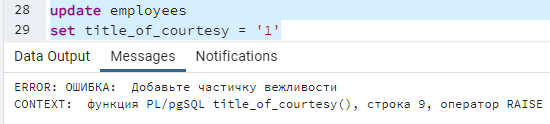 28 update employees
29 set title_of_courtesy = '1'
Data Output Messages Notifications
ERROR: ОШИБКА: Добавьте частичку вежливости
CONTEXT: функция PL/pgSQL title_of_courtesy(), строка 9, оператор RAISE